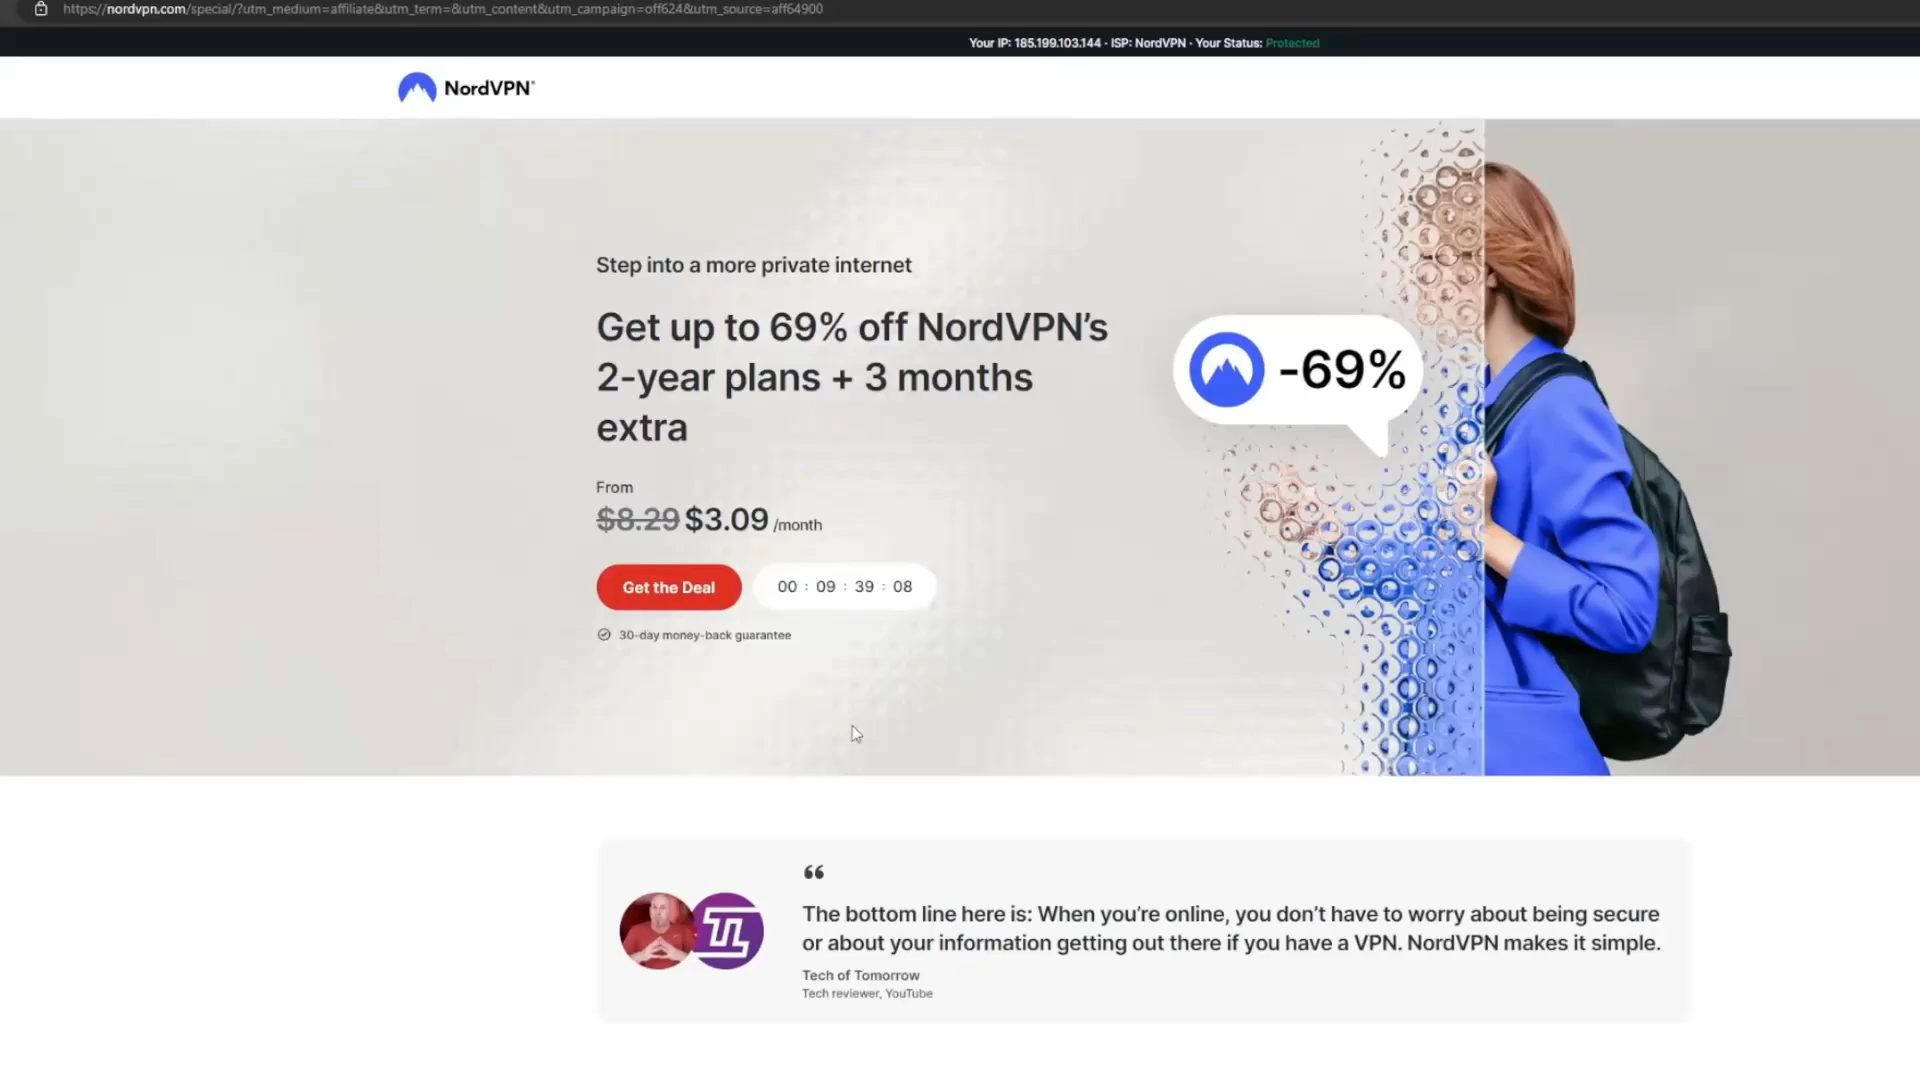 https://nordvpn.com/special/?utm_medium=affiliate&utm_term=&utm_content&utm_campaign=off624&utm_source=aff64900
Your IP: 185.199.103.144 · ISP: NordVPN · Your Status: Protected
NordVPN®
Step into a more private internet
Get up to 69% off NordVPN’s
2-year plans + 3 months
extra
-69%
From
$8.29 $3.09 /month
Get the Deal
00 : 09 : 39 : 08
30-day money-back guarantee
“
The bottom line here is: When you’re online, you don’t have to worry about being secure
or about your information getting out there if you have a VPN. NordVPN makes it simple.
Tech of Tomorrow
Tech reviewer, YouTube